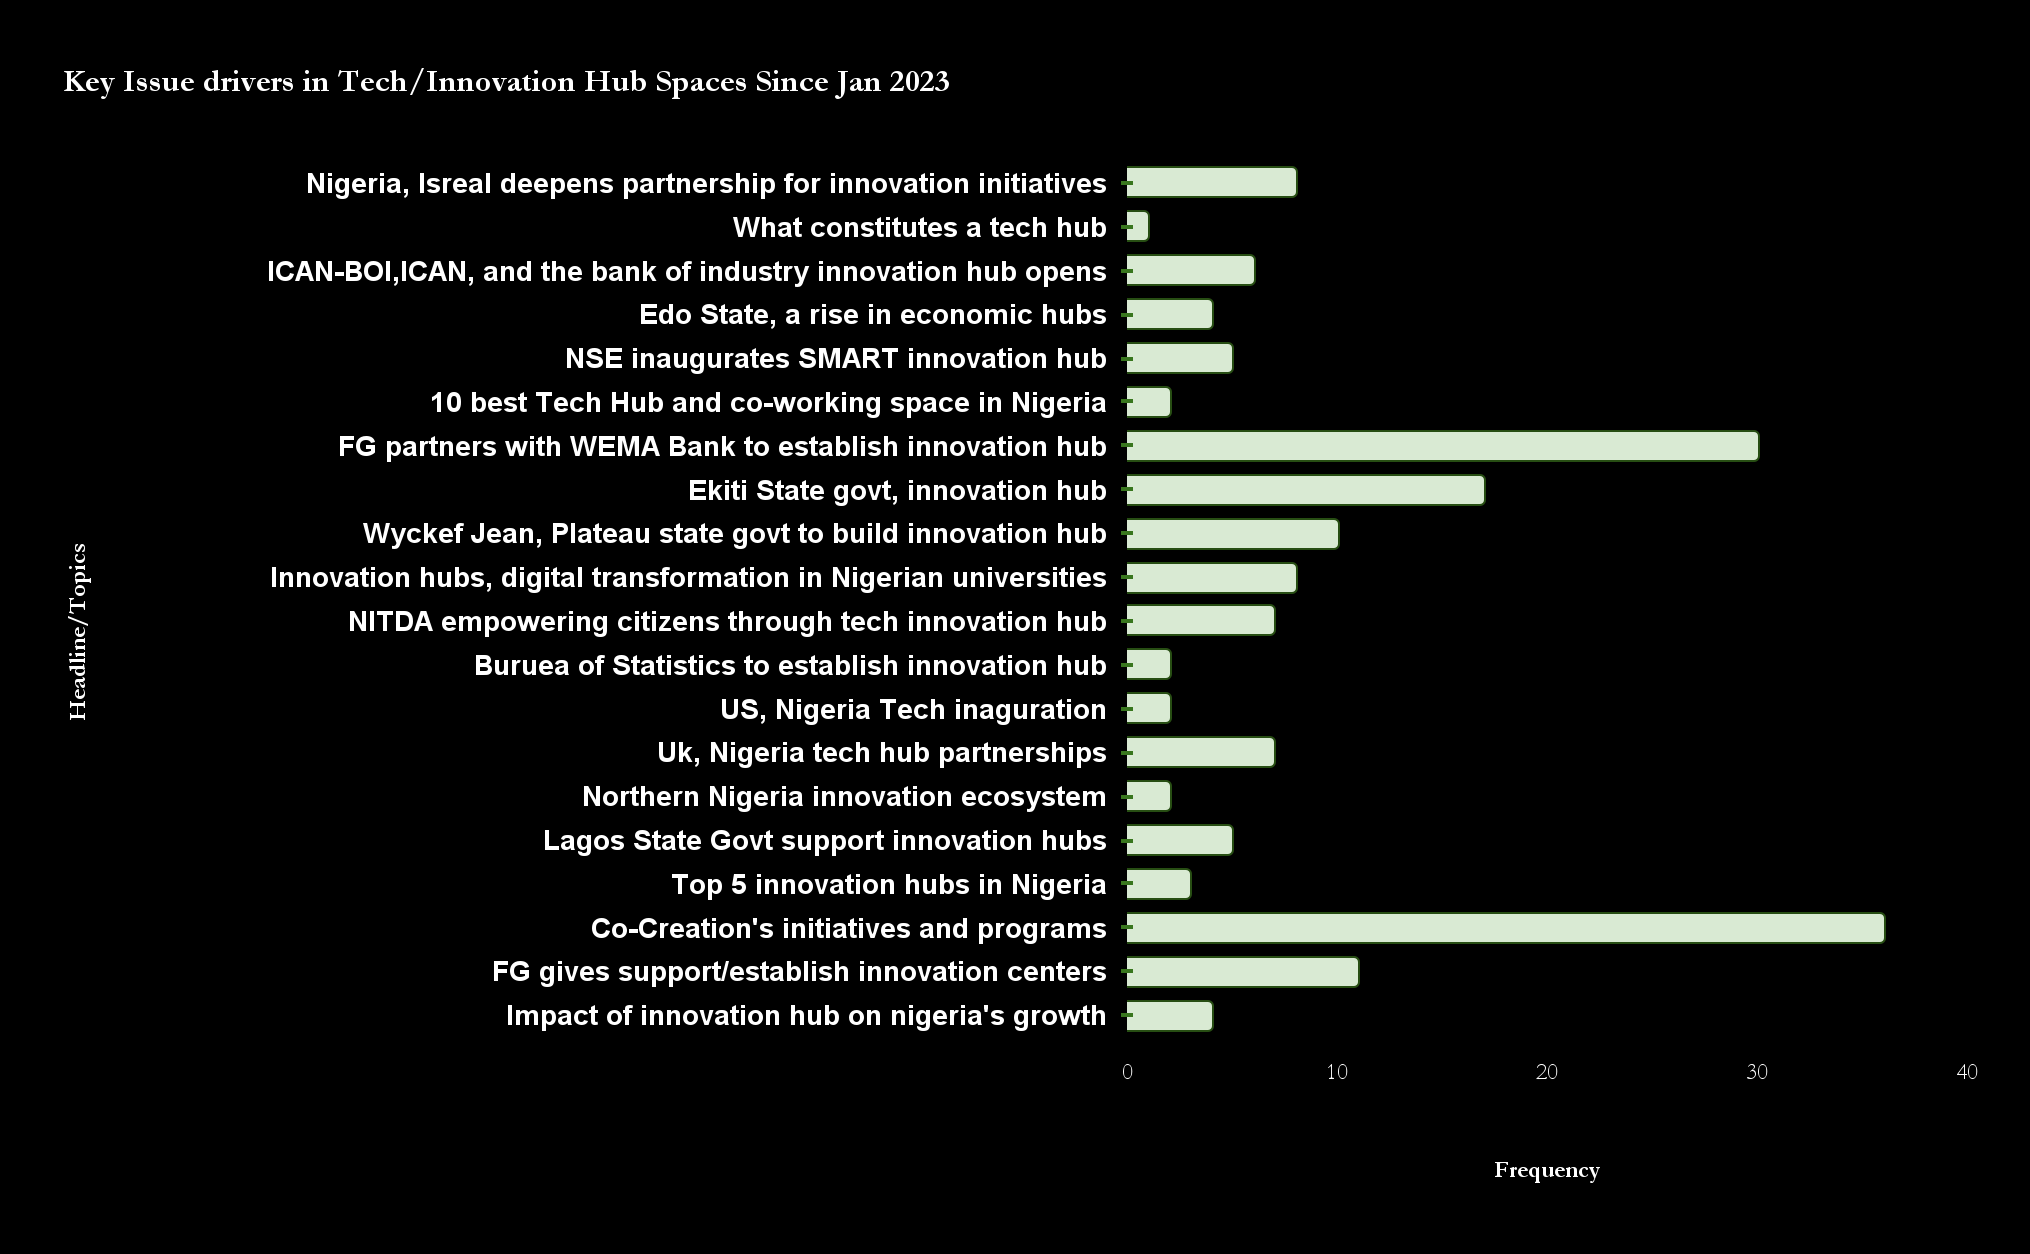 Key Issue drivers in Tech/Innovation Hub Spaces Since Jan 2023
Headline/Topics
Nigeria, Isreal deepens partnership for innovation initiatives
What constitutes a tech hub
ICAN-BOI,ICAN, and the bank of industry innovation hub opens
Edo State, a rise in economic hubs
NSE inaugurates SMART innovation hub
10 best Tech Hub and co-working space in Nigeria
FG partners with WEMA Bank to establish innovation hub
Ekiti State govt, innovation hub
Wyckef Jean, Plateau state govt to build innovation hub
Innovation hubs, digital transformation in Nigerian universities
NITDA empowering citizens through tech innovation hub
Buruea of Statistics to establish innovation hub
US, Nigeria Tech inaguration
Uk, Nigeria tech hub partnerships
Northern Nigeria innovation ecosystem
Lagos State Govt support innovation hubs
Top 5 innovation hubs in Nigeria
Co-Creation's initiatives and programs
FG gives support/establish innovation centers
Impact of innovation hub on nigeria's growth
0 10 20 30 40
Frequency